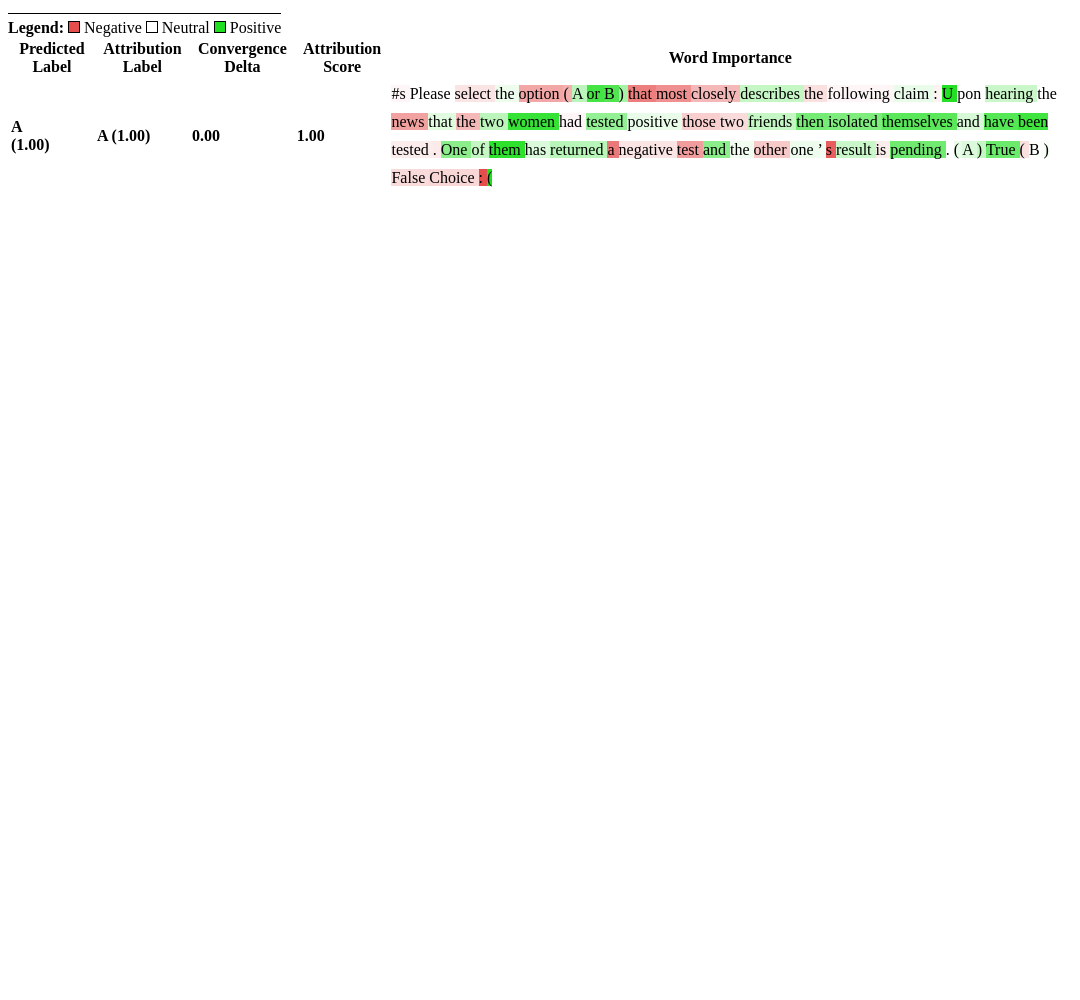 Legend: Negative Neutral Positive
Predicted Label Attribution Label Convergence Delta Attribution Score Word Importance
A (1.00) A (1.00) 0.00 1.00
#s Please select the option ( A or B ) that most closely describes the following claim : U pon hearing the
news that the two women had tested positive those two friends then isolated themselves and have been
tested . One of them has returned a negative test and the other one ’ s result is pending . ( A ) True ( B )
False Choice : (